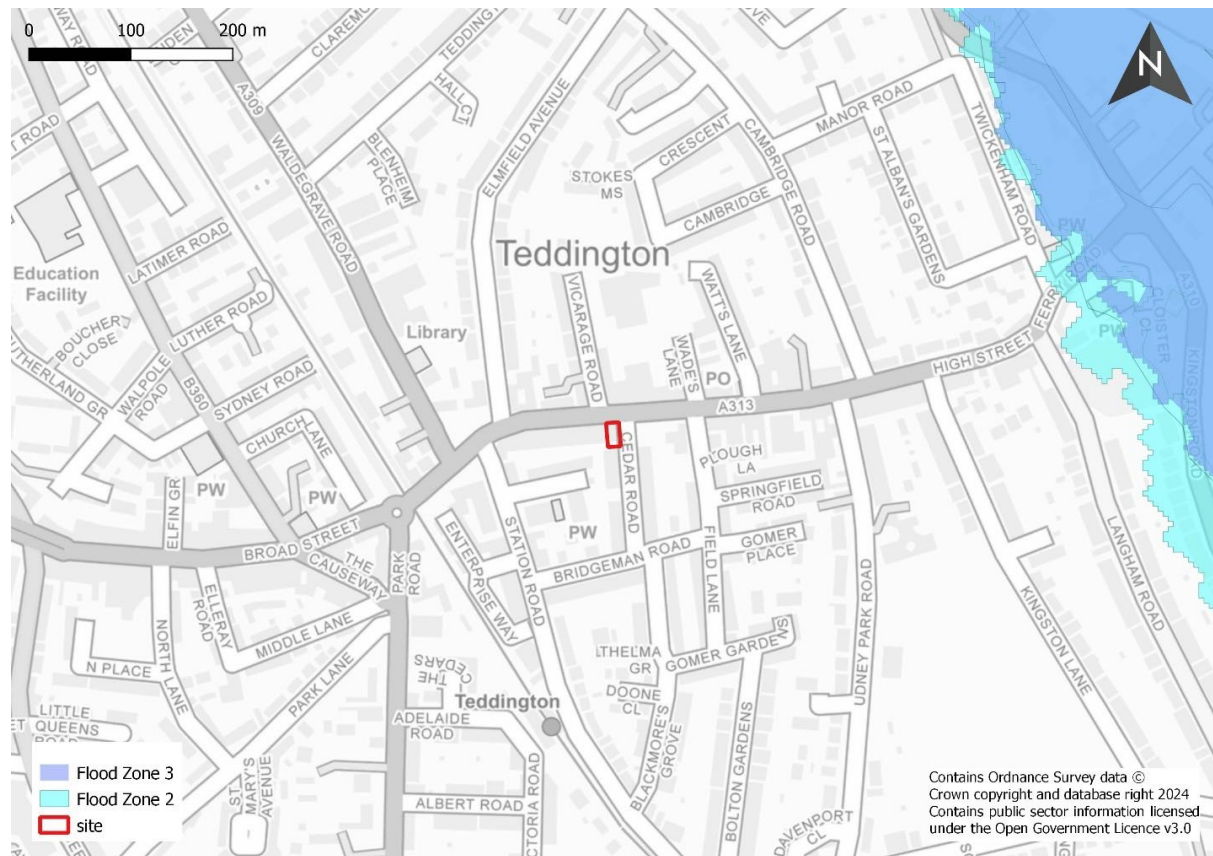 0 100 200 m
N
A309
WALDEGRAVE ROAD
CLAREMO
TEDDINGTO
HALL CT
BLENHEIM
PLACE
ELMFIELD AVENUE
STOKES
MS
CRESCENT
CAMBRIDGE
CAMBRIDGE ROAD
MANOR ROAD
ST ALBAN'S GARDENS
TWICKENHAM ROAD
PW
FERRY ROAD
CLOISTER
CL
A310
KINGSTON ROAD
PW
Teddington
LATIMER ROAD
Education
Facility
BOUCHER
CLOSE
LUTHER ROAD
WALPOLE
ROAD
SYDNEY ROAD
B360
CHURCH
LANE
Library
VICARAGE ROAD
WATT'S LANE
WADE'S
LANE
PO
A313
HIGH STREET
CEDAR ROAD
PLOUGH
LA
SPRINGFIELD
ROAD
GOMER
PLACE
FIELD LANE
BRIDGEMAN ROAD
PW
STATION ROAD
ENTERPRISE WAY
PW
PW
ELFIN GR
BROAD STREET
THE
CAUSEWAY
PARK
ROAD
ELLERAY
ROAD
MIDDLE LANE
NORTH LANE
N PLACE
PARK LANE
LITTLE
QUEENS
ROAD
ST
MARY'S
AVENUE
THE
CEDARS
Teddington
ADELAIDE
ROAD
ALBERT ROAD
CTORIA ROAD
THELMA
GR
DOONE
CL
GOMER GARDENS
BLACKMORE'S
GROVE
BOLTON GARDENS
UDNEY PARK ROAD
DAVENPORT
CL
KINGSTON LANE
LANGHAM ROAD
Flood Zone 3
Flood Zone 2
site
Contains Ordnance Survey data ©
Crown copyright and database right 2024
Contains public sector information licensed
under the Open Government Licence v3.0